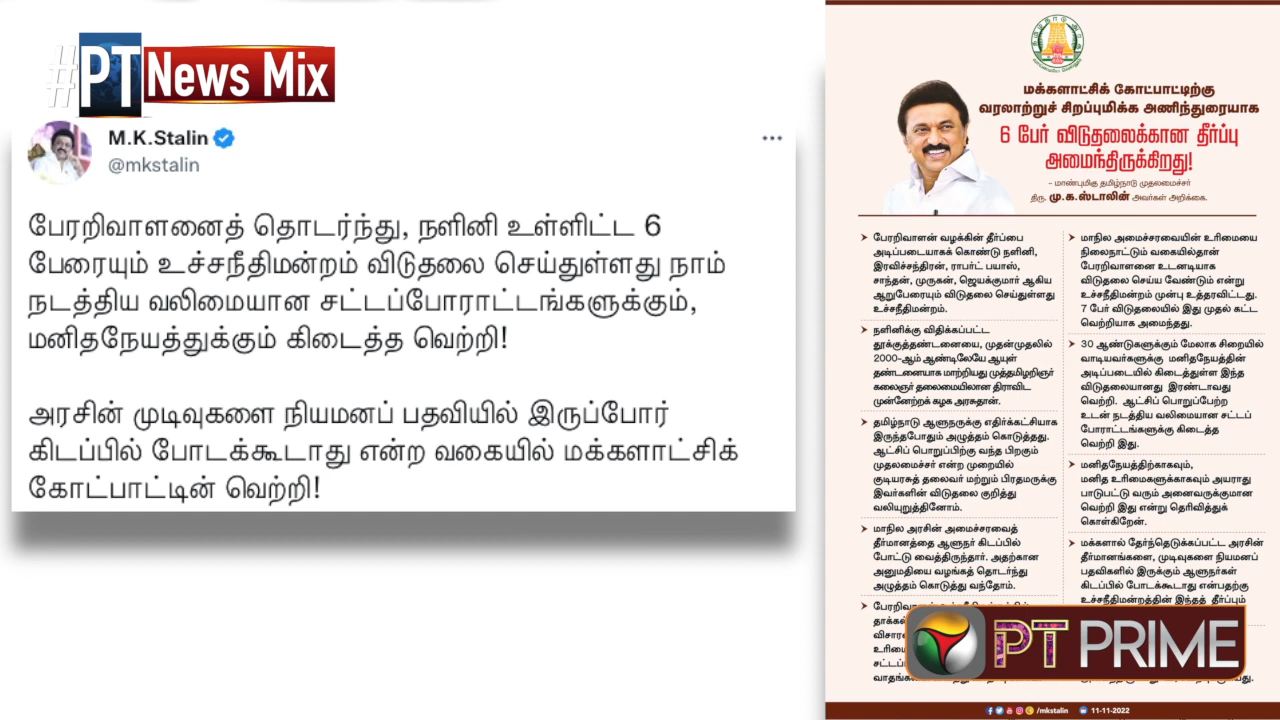 #PT News Mix
M.K.Stalin
@mkstalin
பேரறிவாளனைத் தொடர்ந்து, நளினி உள்ளிட்ட 6
பேரையும் உச்சநீதிமன்றம் விடுதலை செய்துள்ளது நாம்
நடத்திய வலிமையான சட்டப்போராட்டங்களுக்கும்,
மனிதநேயத்துக்கும் கிடைத்த வெற்றி!
அரசின் முடிவுகளை நியமனப் பதவியில் இருப்போர்
கிடப்பில் போடக்கூடாது என்ற வகையில் மக்களாட்சிக்
கோட்பாட்டின் வெற்றி!
மக்களாட்சிக் கோட்பாட்டிற்கு
வரலாற்றுச் சிறப்புமிக்க அணிந்துரையாக
6 பேர் விடுதலைக்கான தீர்ப்பு
அமைந்திருக்கிறது!
– மாண்புமிகு தமிழ்நாடு முதலமைச்சர்
திரு. மு.க.ஸ்டாலின் அவர்கள் அறிக்கை.
பேரறிவாளன் வழக்கின் தீர்ப்பை
அடிப்படையாகக் கொண்டு நளினி,
இரவிச்சந்திரன், ராபர்ட் பயாஸ்,
சாந்தன், முருகன், ஜெயக்குமார் ஆகிய
ஆறுபேரையும் விடுதலை செய்துள்ளது
உச்சநீதிமன்றம்.
நளினிக்கு விதிக்கப்பட்ட
தூக்குத்தண்டனையை, முதன்முதலில்
2000-ஆம் ஆண்டிலேயே ஆயுள்
தண்டனையாக மாற்றியது முத்தமிழறிஞர்
கலைஞர் தலைமையிலான திராவிட
முன்னேற்றக் கழக அரசுதான்.
தமிழ்நாடு ஆளுநருக்கு எதிர்க்கட்சியாக
இருந்தபோதும் அழுத்தம் கொடுத்தது.
ஆட்சிப் பொறுப்பிற்கு வந்த பிறகும்
முதலமைச்சர் என்ற முறையில்
குடியரசுத் தலைவர் மற்றும் பிரதமருக்கு
இவர்களின் விடுதலை குறித்து
வலியுறுத்தினோம்.
மாநில அரசின் அமைச்சரவைத்
தீர்மானத்தை ஆளுநர் கிடப்பில்
போட்டு வைத்திருந்தார். அதற்கான
அனுமதியை வழங்கத் தொடர்ந்து
அழுத்தம் கொடுத்து வந்தோம்.
மாநில அமைச்சரவையின் உரிமையை
நிலைநாட்டும் வகையில்தான்
பேரறிவாளனை உடனடியாக
விடுதலை செய்ய வேண்டும் என்று
உச்சநீதிமன்றம் முன்பு உத்தரவிட்டது.
7 பேர் விடுதலையில் இது முதல் கட்ட
வெற்றியாக அமைந்தது.
30 ஆண்டுகளுக்கும் மேலாக சிறையில்
வாடியவர்களுக்கு மனிதநேயத்தின்
அடிப்படையில் கிடைத்துள்ள இந்த
விடுதலையானது இரண்டாவது
வெற்றி. ஆட்சிப் பொறுப்பேற்ற
உடன் நடத்திய வலிமையான சட்டப்
போராட்டங்களுக்கு கிடைத்த
வெற்றி இது.
மனிதநேயத்திற்காகவும்,
மனித உரிமைகளுக்காகவும் அயராது
பாடுபட்டு வரும் அனைவருக்குமான
வெற்றி இது என்று தெரிவித்துக்
கொள்கிறேன்.
மக்களால் தேர்ந்தெடுக்கப்பட்ட அரசின்
தீர்மானங்களை, முடிவுகளை நியமனப்
பதவிகளில் இருக்கும் ஆளுநர்கள்
கிடப்பில் போடக்கூடாது என்பதற்கு
உச்சநீதிமன்றத்தின் இந்தத் தீர்ப்பும்
PT PRIME
/mkstalin 11-11-2022